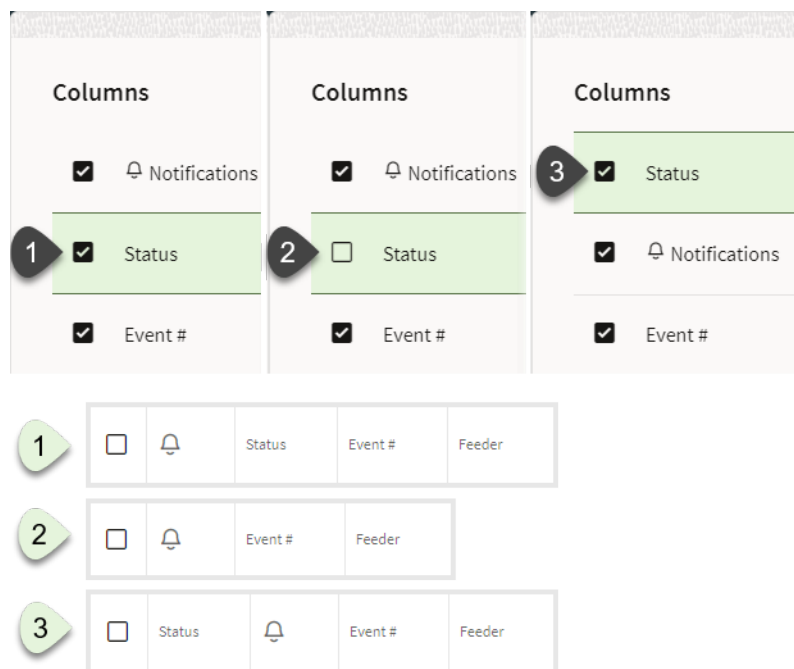 Columns
Notifications
1 Status
Event #
Columns
Notifications
2 Status
Event #
Columns
3 Status
Notifications
Event #
1 Status Event # Feeder
2 Event # Feeder
3 Status Event # Feeder